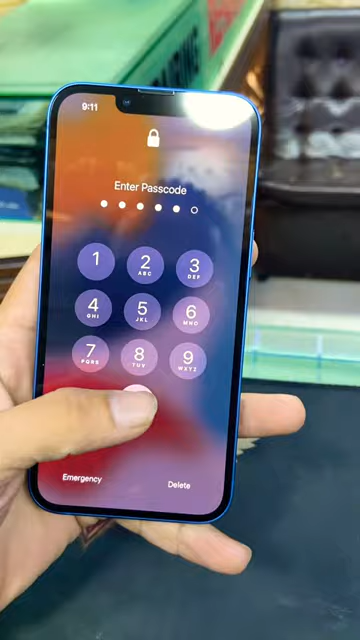 9:11
Enter Passcode
1
2
ABC
3
DEF
4
GHI
5
JKL
6
MNO
7
PQRS
8
TUV
9
WXYZ
Emergency
Delete